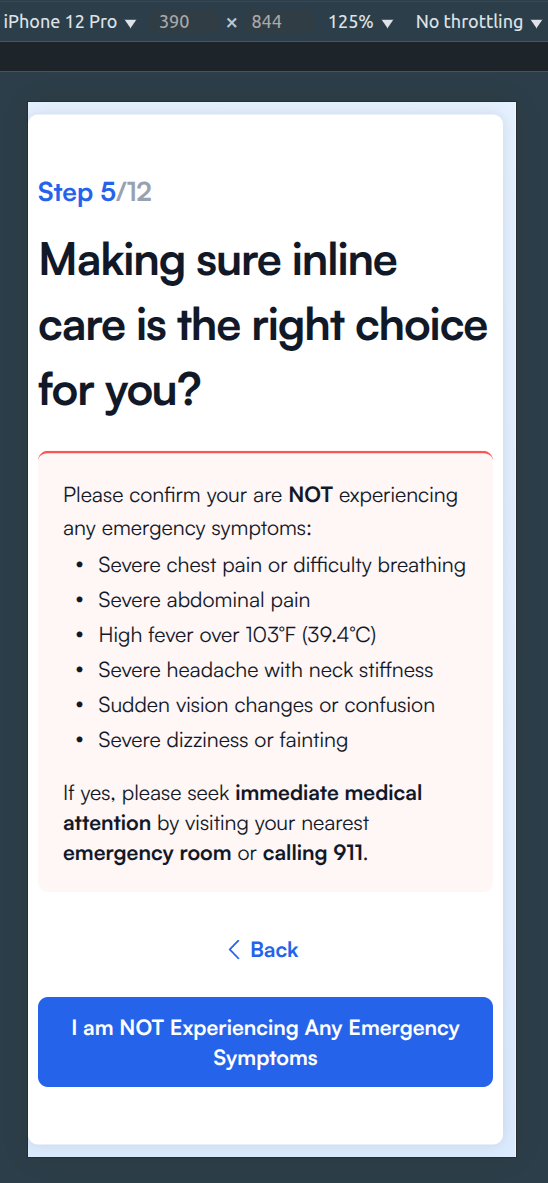 iPhone 12 Pro ▼ 390 × 844 125% ▼ No throttling ▼
Step 5/12
Making sure inline
care is the right choice
for you?
Please confirm your are NOT experiencing
any emergency symptoms:
• Severe chest pain or difficulty breathing
• Severe abdominal pain
• High fever over 103°F (39.4°C)
• Severe headache with neck stiffness
• Sudden vision changes or confusion
• Severe dizziness or fainting
If yes, please seek immediate medical
attention by visiting your nearest
emergency room or calling 911.
Back
I am NOT Experiencing Any Emergency
Symptoms